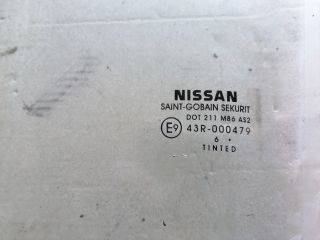 NISSAN
SAINT-GOBAIN SEKURIT
DOT 211 M86 AS2
E9 43R-000479
6 •
TINTED